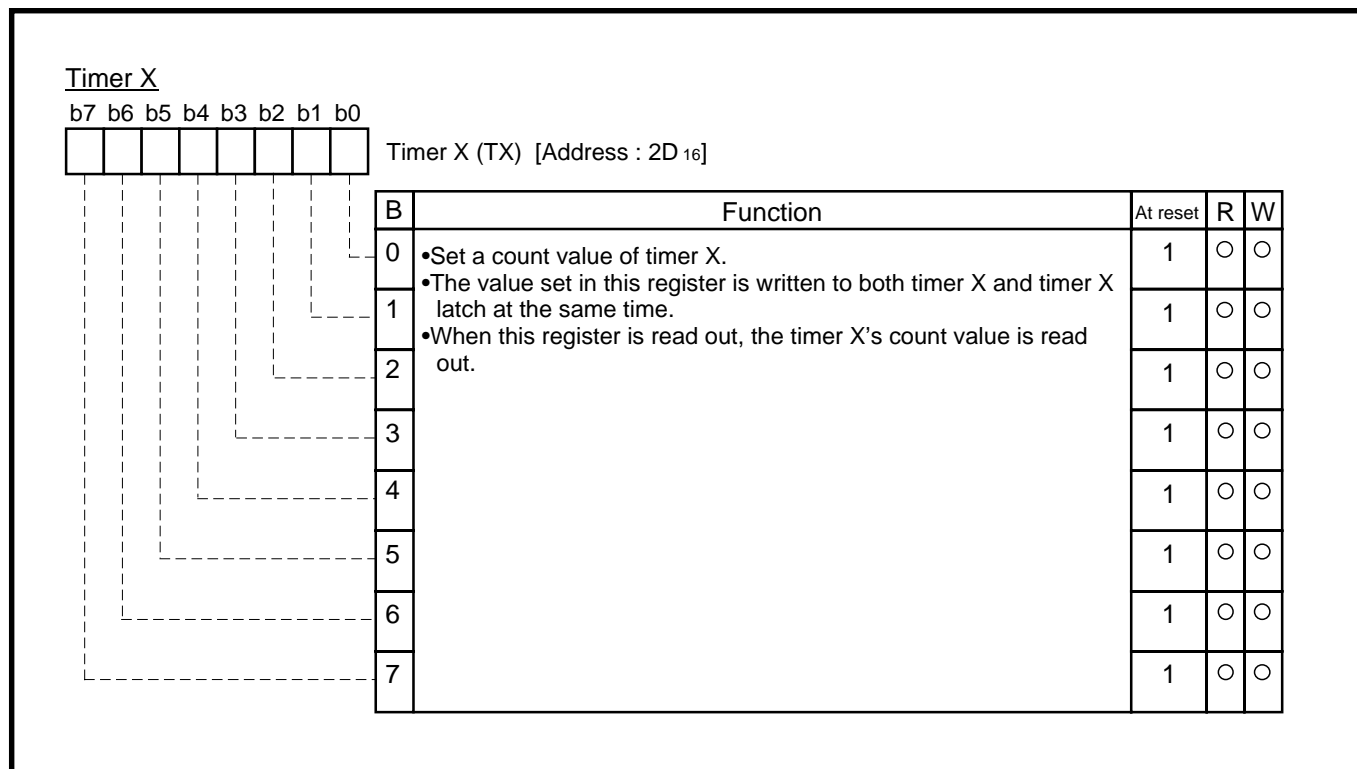 Timer X
b7 b6 b5 b4 b3 b2 b1 b0
Timer X (TX) [Address : 2D 16]
B Function At reset R W
0 •Set a count value of timer X. 1 ○ ○
•The value set in this register is written to both timer X and timer X
1 latch at the same time. 1 ○ ○
•When this register is read out, the timer X’s count value is read
2 out. 1 ○ ○
3 1 ○ ○
4 1 ○ ○
5 1 ○ ○
6 1 ○ ○
7 1 ○ ○